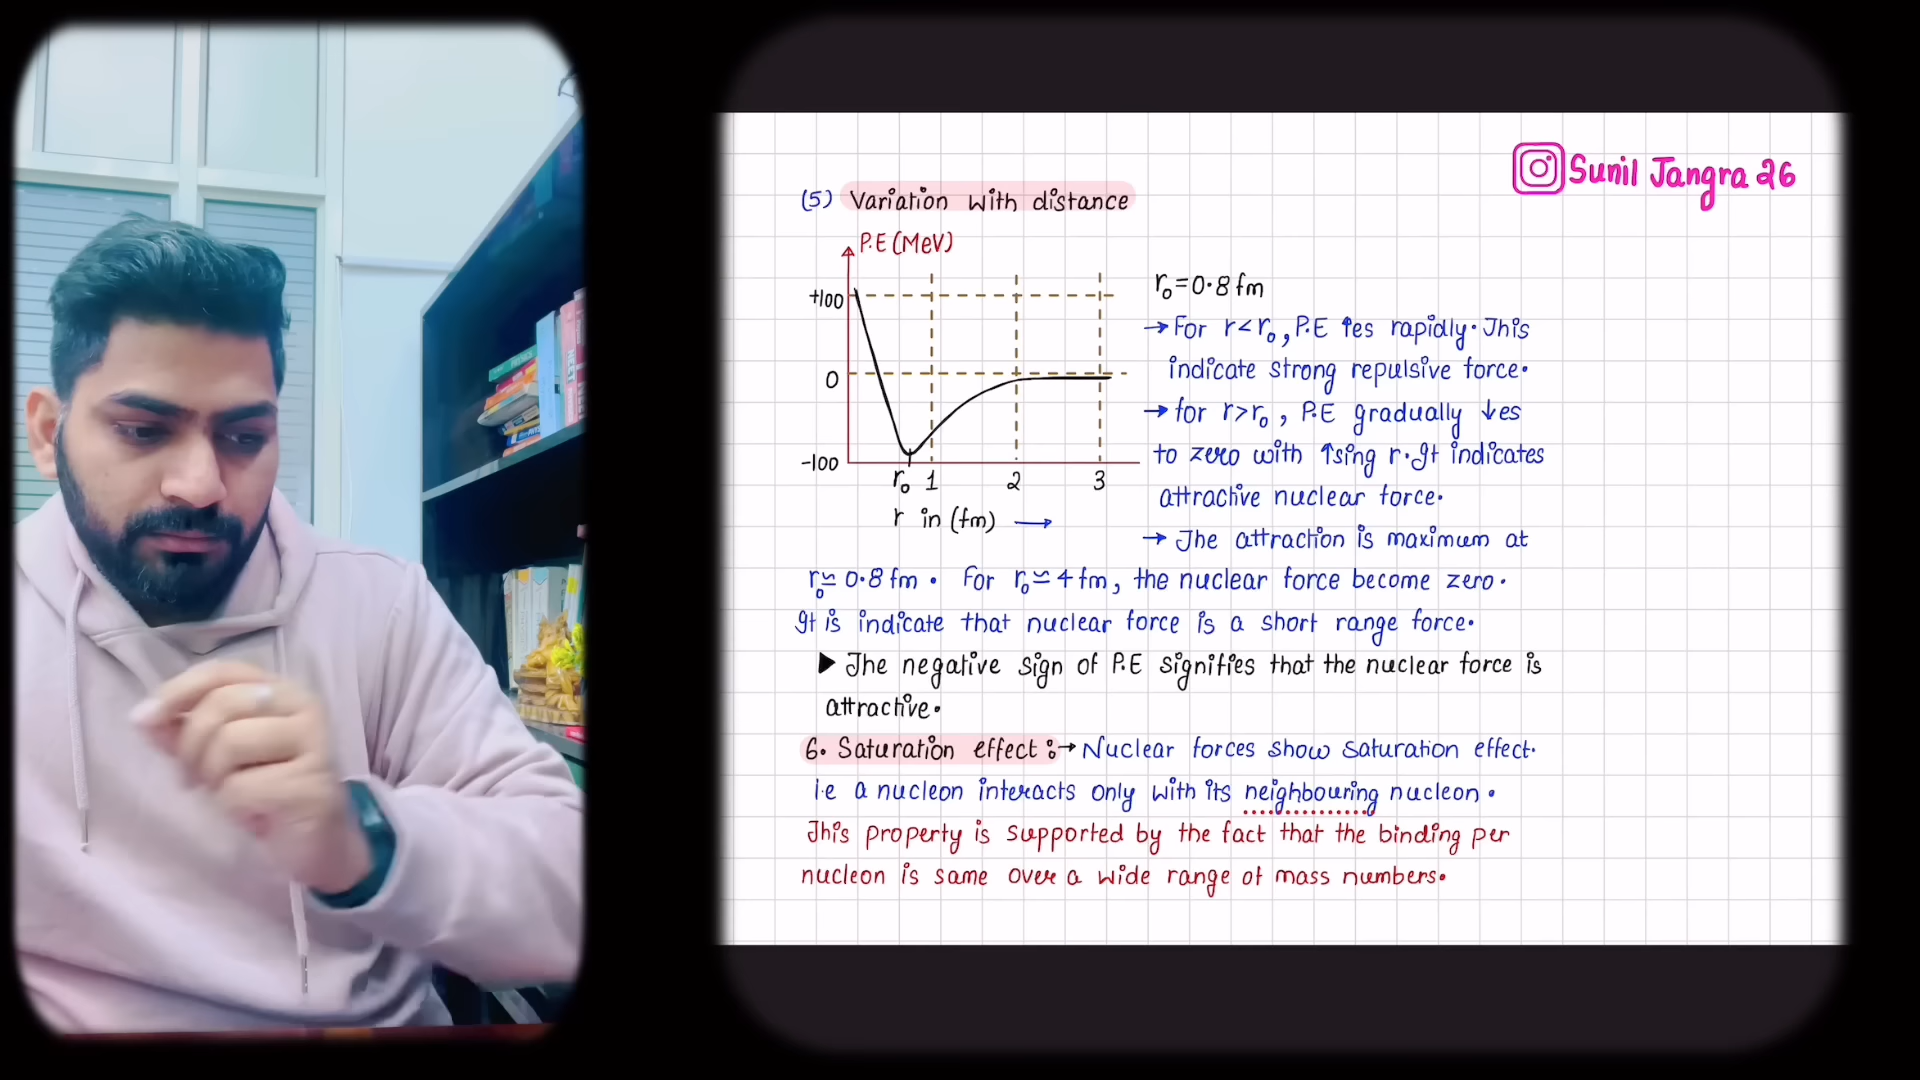 Sunil Jangra 26
(5) Variation with distance
P.E (MeV)
+100
0
-100
r₀ 1 2 3
r in (fm) →
r₀ = 0.8 fm
→ For r < r₀, P.E ↑es rapidly. This
indicate strong repulsive force.
→ for r > r₀, P.E gradually ↓es
to zero with ↑sing r. It indicates
attractive nuclear force.
→ The attraction is maximum at
r₀ ≃ 0.8 fm. For r₀ ≃ 4 fm, the nuclear force become zero.
It is indicate that nuclear force is a short range force.
▶ The negative sign of P.E signifies that the nuclear force is
attractive.
6. Saturation effect :→ Nuclear forces show saturation effect.
i.e a nucleon interacts only with its neighbouring nucleon.
This property is supported by the fact that the binding per
nucleon is same over a wide range of mass numbers.